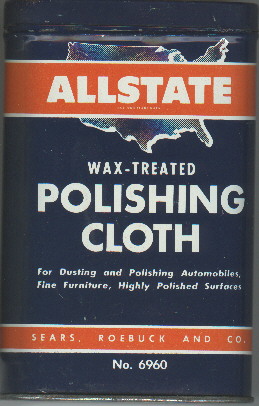 ALLSTATE
WAX-TREATED
POLISHING
CLOTH
For Dusting and Polishing Automobiles,
Fine Furniture, Highly Polished Surfaces
SEARS, ROEBUCK AND CO.
No. 6960